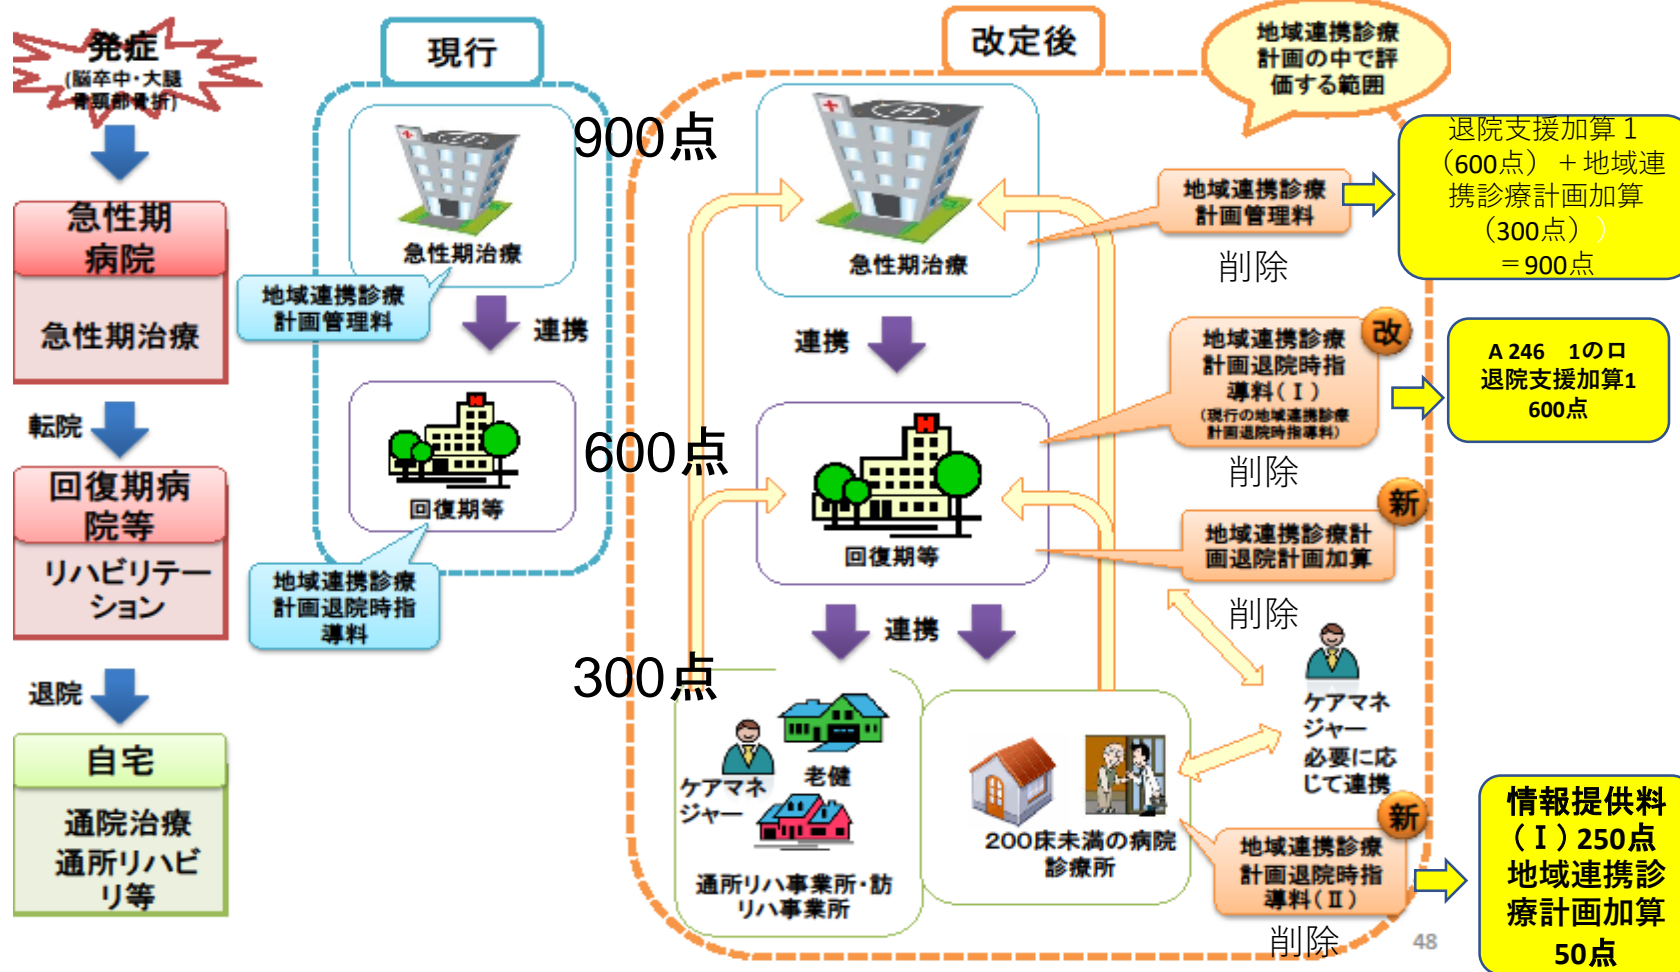 発症
(脳卒中・大腿
骨頸部骨折)
急性期
病院
急性期治療
転院
回復期病
院等
リハビリテー
ション
退院
自宅
通院治療
通所リハビ
リ等
現行
急性期治療
地域連携診療
計画管理料
連携
回復期等
地域連携診療
計画退院時指
導料
900点
600点
300点
改定後
地域連携診療
計画の中で評
価する範囲
急性期治療
地域連携診療
計画管理料
削除
退院支援加算1
(600点)+地域連
携診療計画加算
(300点))
=900点
連携
地域連携診療
計画退院時指
導料(Ⅰ)
(現行の地域連携診療
計画退院時指導料)
改
削除
A 246 1のロ
退院支援加算1
600点
回復期等
新
地域連携診療計
画退院計画加算
削除
連携
ケアマネ
ジャー
老健
通所リハ事業所・訪
リハ事業所
200床未満の病院
診療所
ケアマネ
ジャー
必要に応
じて連携
新
地域連携診療
計画退院時指
導料(Ⅱ)
削除
情報提供料
(Ⅰ)250点
地域連携診
療計画加算
50点
48